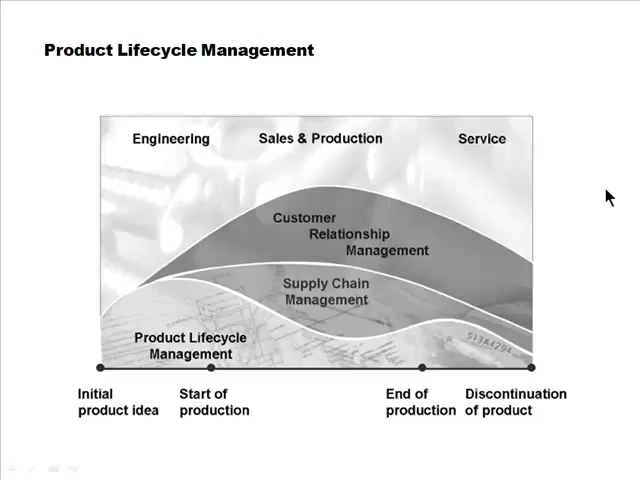 Product Lifecycle Management
Engineering
Sales & Production
Service
Customer
Relationship
Management
Supply Chain
Management
Product Lifecycle
Management
513A4294
Initial
product idea
Start of
production
End of
production
Discontinuation
of product